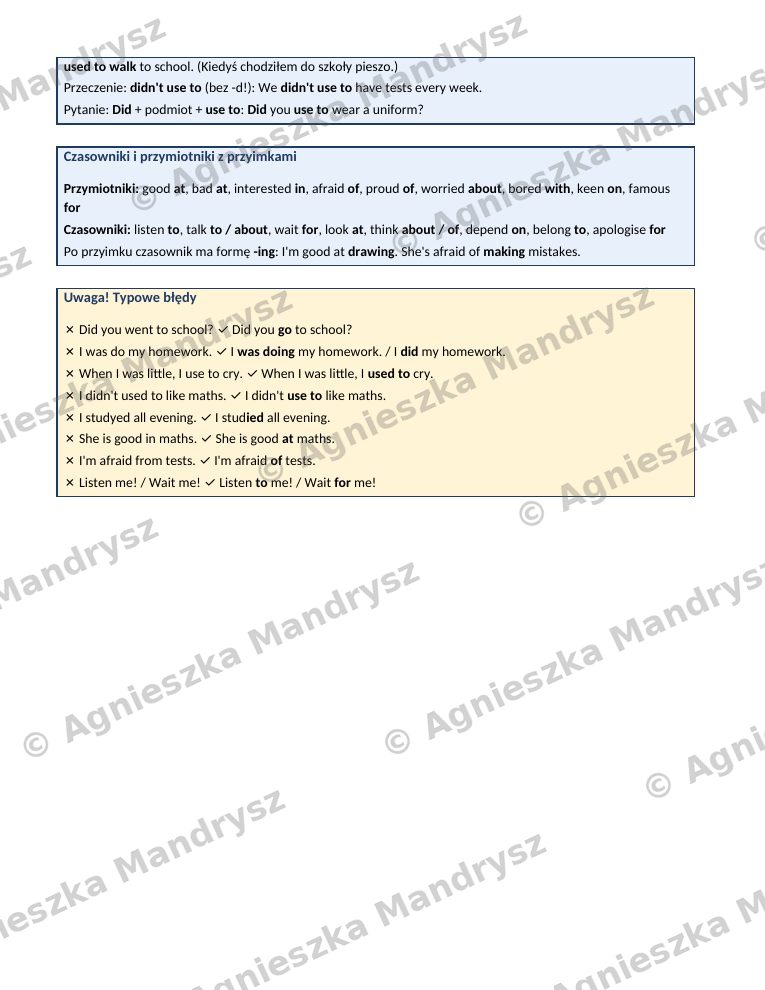 used to walk to school. (Kiedyś chodziłem do szkoły pieszo.)
Przeczenie: didn't use to (bez -d!): We didn't use to have tests every week.
Pytanie: Did + podmiot + use to: Did you use to wear a uniform?
Czasowniki i przymiotniki z przyimkami
Przymiotniki: good at, bad at, interested in, afraid of, proud of, worried about, bored with, keen on, famous
for
Czasowniki: listen to, talk to / about, wait for, look at, think about / of, depend on, belong to, apologise for
Po przyimku czasownik ma formę -ing: I'm good at drawing. She's afraid of making mistakes.
Uwaga! Typowe błędy
✕ Did you went to school? ✓ Did you go to school?
✕ I was do my homework. ✓ I was doing my homework. / I did my homework.
✕ When I was little, I use to cry. ✓ When I was little, I used to cry.
✕ I didn't used to like maths. ✓ I didn't use to like maths.
✕ I studyed all evening. ✓ I studied all evening.
✕ She is good in maths. ✓ She is good at maths.
✕ I'm afraid from tests. ✓ I'm afraid of tests.
✕ Listen me! / Wait me! ✓ Listen to me! / Wait for me!
© Agnieszka Mandrysz